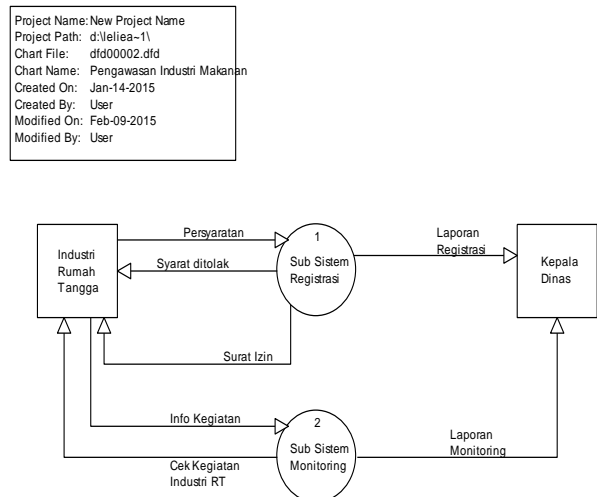 Project Name: New Project Name
Project Path: d:\leliea~1\
Chart File: dfd00002.dfd
Chart Name: Pengawasan Industri Makanan
Created On: Jan-14-2015
Created By: User
Modified On: Feb-09-2015
Modified By: User
Industri
Rumah
Tangga
Persyaratan
Syarat ditolak
Surat Izin
1
Sub Sistem
Registrasi
Laporan
Registrasi
Kepala
Dinas
Info Kegiatan
Cek Kegiatan
Industri RT
2
Sub Sistem
Monitoring
Laporan
Monitoring